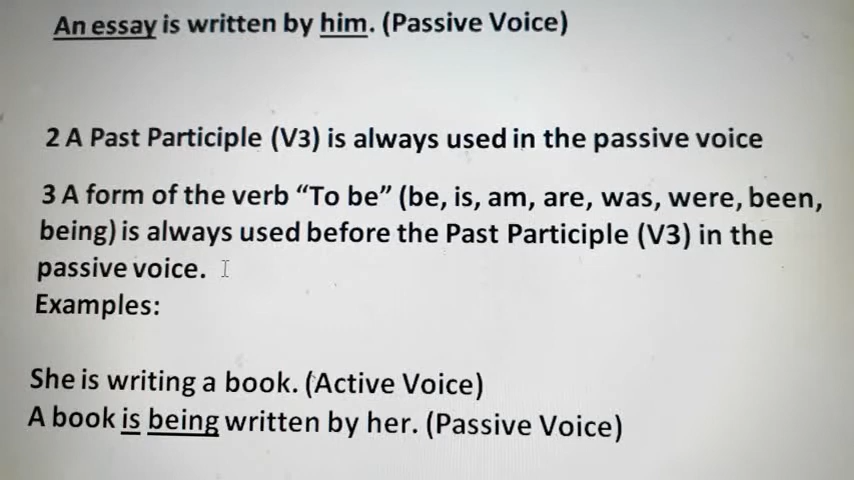 An essay is written by him. (Passive Voice)
2 A Past Participle (V3) is always used in the passive voice
3 A form of the verb “To be” (be, is, am, are, was, were, been,
being) is always used before the Past Participle (V3) in the
passive voice.
Examples:
She is writing a book. (Active Voice)
A book is being written by her. (Passive Voice)